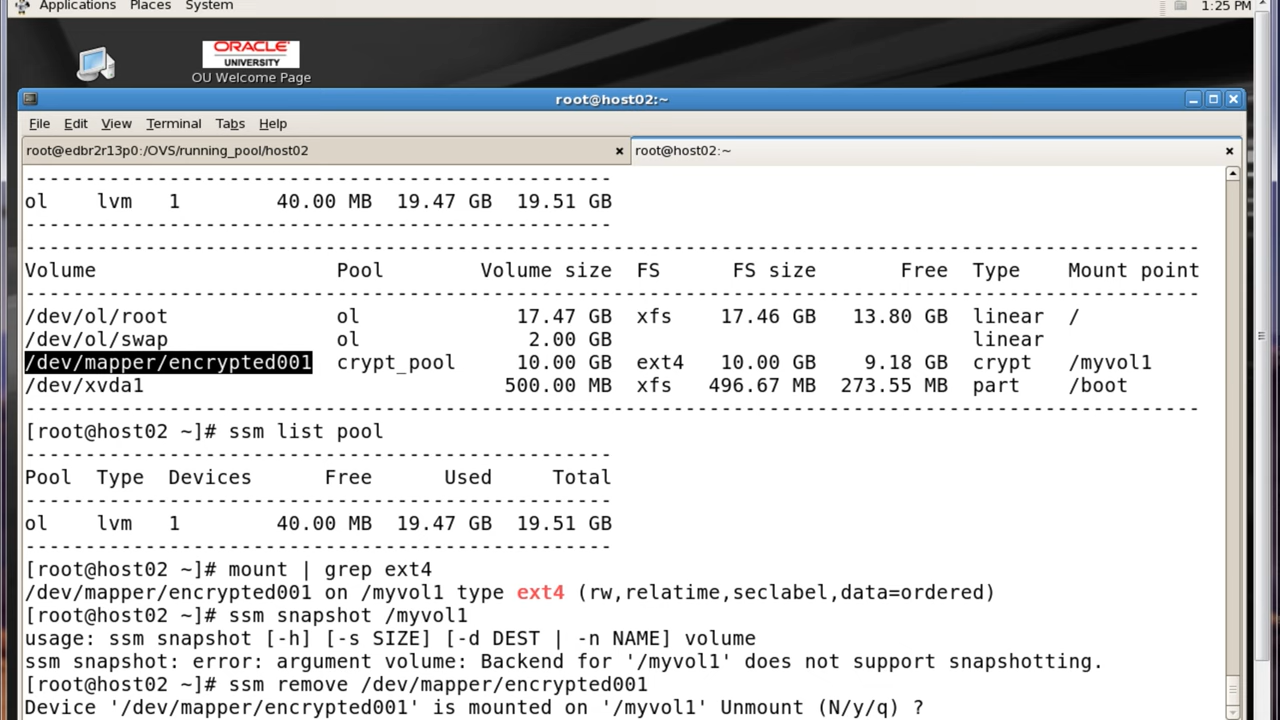 Applications Places System 1:25 PM
ORACLE
UNIVERSITY
OU Welcome Page
root@host02:~
File Edit View Terminal Tabs Help
root@edbr2r13p0:/OVS/running_pool/host02 root@host02:~
-------------------------------------------------
ol lvm 1 40.00 MB 19.47 GB 19.51 GB
-------------------------------------------------
--------------------------------------------------------------------------------------------------
Volume Pool Volume size FS FS size Free Type Mount point
--------------------------------------------------------------------------------------------------
/dev/ol/root ol 17.47 GB xfs 17.46 GB 13.80 GB linear /
/dev/ol/swap ol 2.00 GB linear
/dev/mapper/encrypted001 crypt_pool 10.00 GB ext4 10.00 GB 9.18 GB crypt /myvol1
/dev/xvda1 500.00 MB xfs 496.67 MB 273.55 MB part /boot
--------------------------------------------------------------------------------------------------
[root@host02 ~]# ssm list pool
-------------------------------------------------
Pool Type Devices Free Used Total
-------------------------------------------------
ol lvm 1 40.00 MB 19.47 GB 19.51 GB
-------------------------------------------------
[root@host02 ~]# mount | grep ext4
/dev/mapper/encrypted001 on /myvol1 type ext4 (rw,relatime,seclabel,data=ordered)
[root@host02 ~]# ssm snapshot /myvol1
usage: ssm snapshot [-h] [-s SIZE] [-d DEST | -n NAME] volume
ssm snapshot: error: argument volume: Backend for '/myvol1' does not support snapshotting.
[root@host02 ~]# ssm remove /dev/mapper/encrypted001
Device '/dev/mapper/encrypted001' is mounted on '/myvol1' Unmount (N/y/q) ?